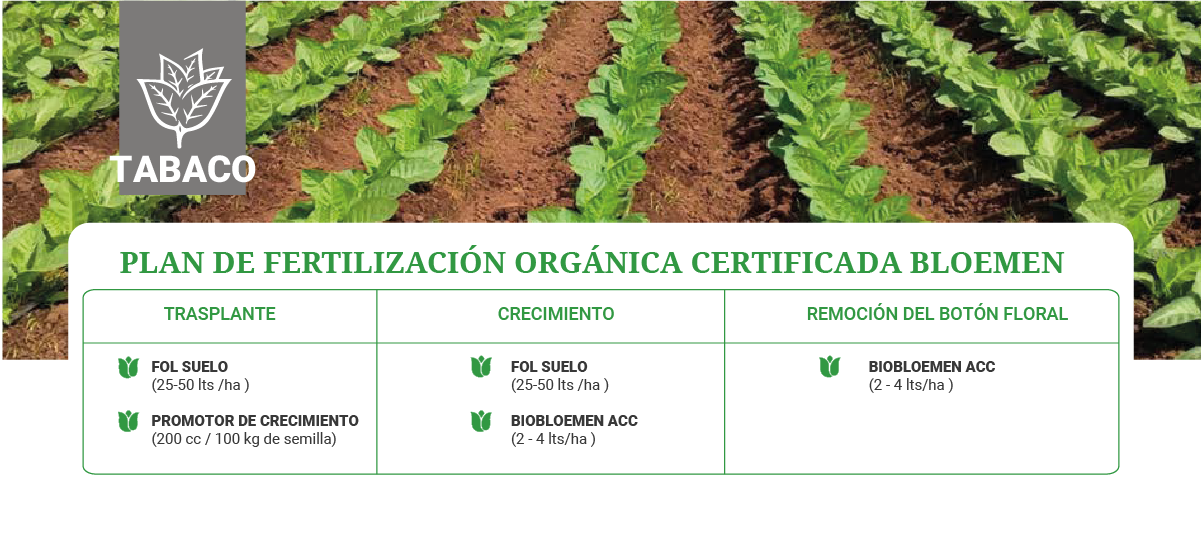 TABACO
PLAN DE FERTILIZACIÓN ORGÁNICA CERTIFICADA BLOEMEN
TRASPLANTE
FOL SUELO
(25-50 lts /ha )
PROMOTOR DE CRECIMIENTO
(200 cc / 100 kg de semilla)
CRECIMIENTO
FOL SUELO
(25-50 lts /ha )
BIOBLOEMEN ACC
(2 - 4 lts/ha )
REMOCIÓN DEL BOTÓN FLORAL
BIOBLOEMEN ACC
(2 - 4 lts/ha )